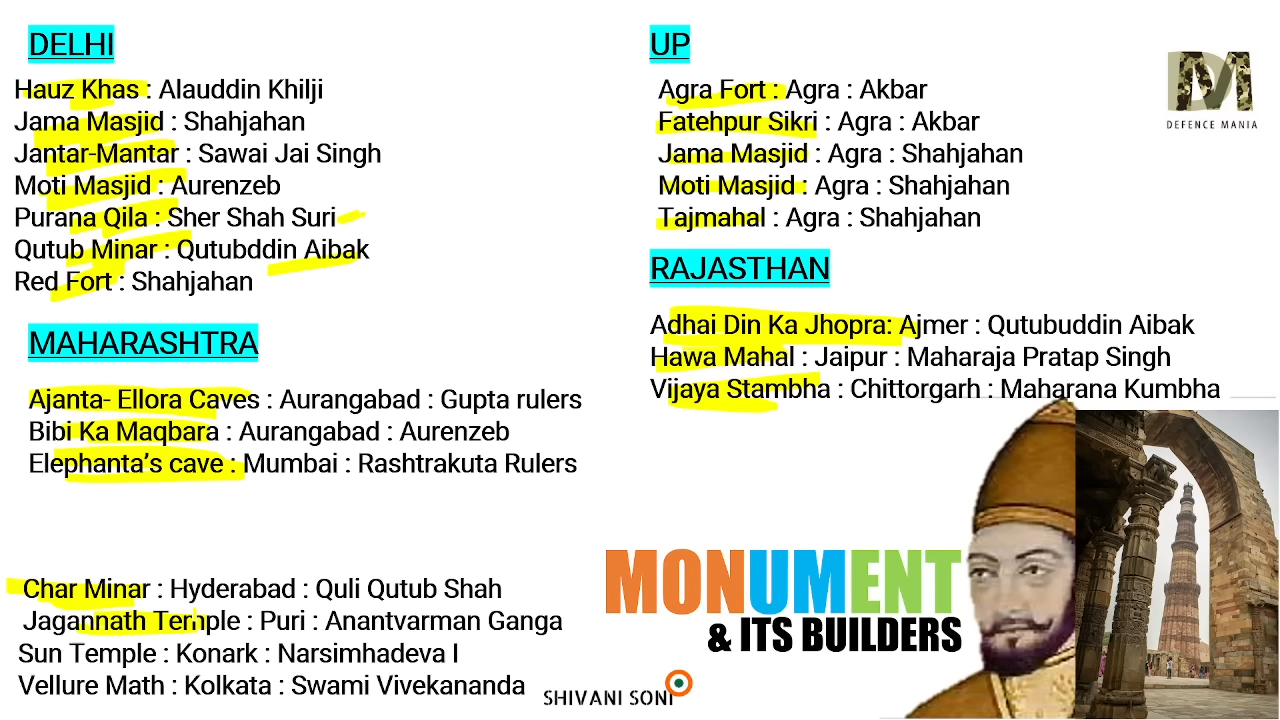 DELHI
Hauz Khas : Alauddin Khilji
Jama Masjid : Shahjahan
Jantar-Mantar : Sawai Jai Singh
Moti Masjid : Aurenzeb
Purana Qila : Sher Shah Suri
Qutub Minar : Qutubddin Aibak
Red Fort : Shahjahan
MAHARASHTRA
Ajanta- Ellora Caves : Aurangabad : Gupta rulers
Bibi Ka Maqbara : Aurangabad : Aurenzeb
Elephanta's cave : Mumbai : Rashtrakuta Rulers
Char Minar : Hyderabad : Quli Qutub Shah
Jagannath Temple : Puri : Anantvarman Ganga
Sun Temple : Konark : Narsimhadeva I
Vellure Math : Kolkata : Swami Vivekananda
UP
Agra Fort : Agra : Akbar
Fatehpur Sikri : Agra : Akbar
Jama Masjid : Agra : Shahjahan
Moti Masjid : Agra : Shahjahan
Tajmahal : Agra : Shahjahan
RAJASTHAN
Adhai Din Ka Jhopra: Ajmer : Qutubuddin Aibak
Hawa Mahal : Jaipur : Maharaja Pratap Singh
Vijaya Stambha : Chittorgarh : Maharana Kumbha
DM
DEFENCE MANIA
MONUMENT
& ITS BUILDERS
SHIVANI SONI